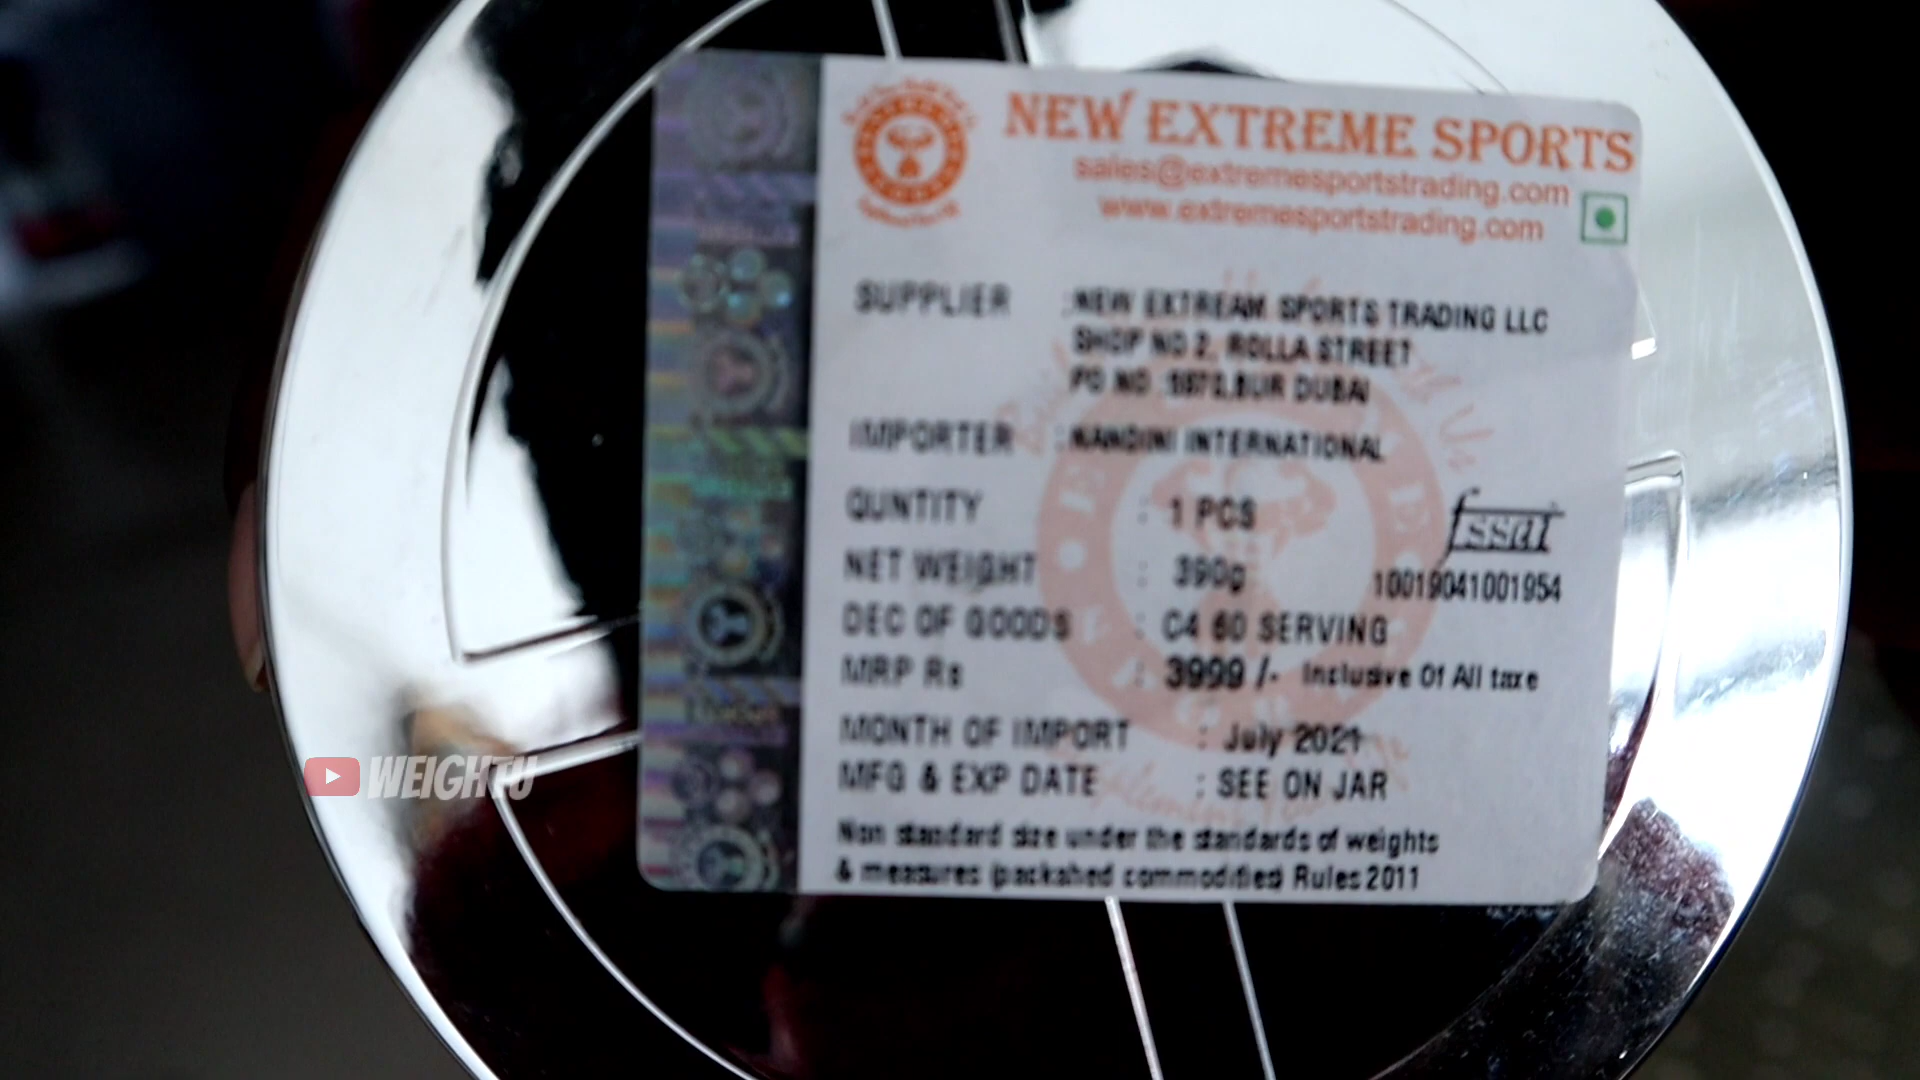 NEW EXTREME SPORTS
sales@extremesportstrading.com
www.extremesportstrading.com
SUPPLIER : NEW EXTREAM SPORTS TRADING LLC
SHOP NO 2, ROLLA STREET
PO NO BUR DUBAI
IMPORTER : NANDINI INTERNATIONAL
QUNTITY : 1 PCS
fssai
NET WEIGHT : 390g
10019041001954
DEC OF GOODS : C4 60 SERVING
MRP Rs : 3999 /- Inclusive Of All taxe
MONTH OF IMPORT : July 2021
MFG & EXP DATE : SEE ON JAR
Non standard size under the standards of weights
& measures (packahed commodities) Rules 2011
WEIGHTU